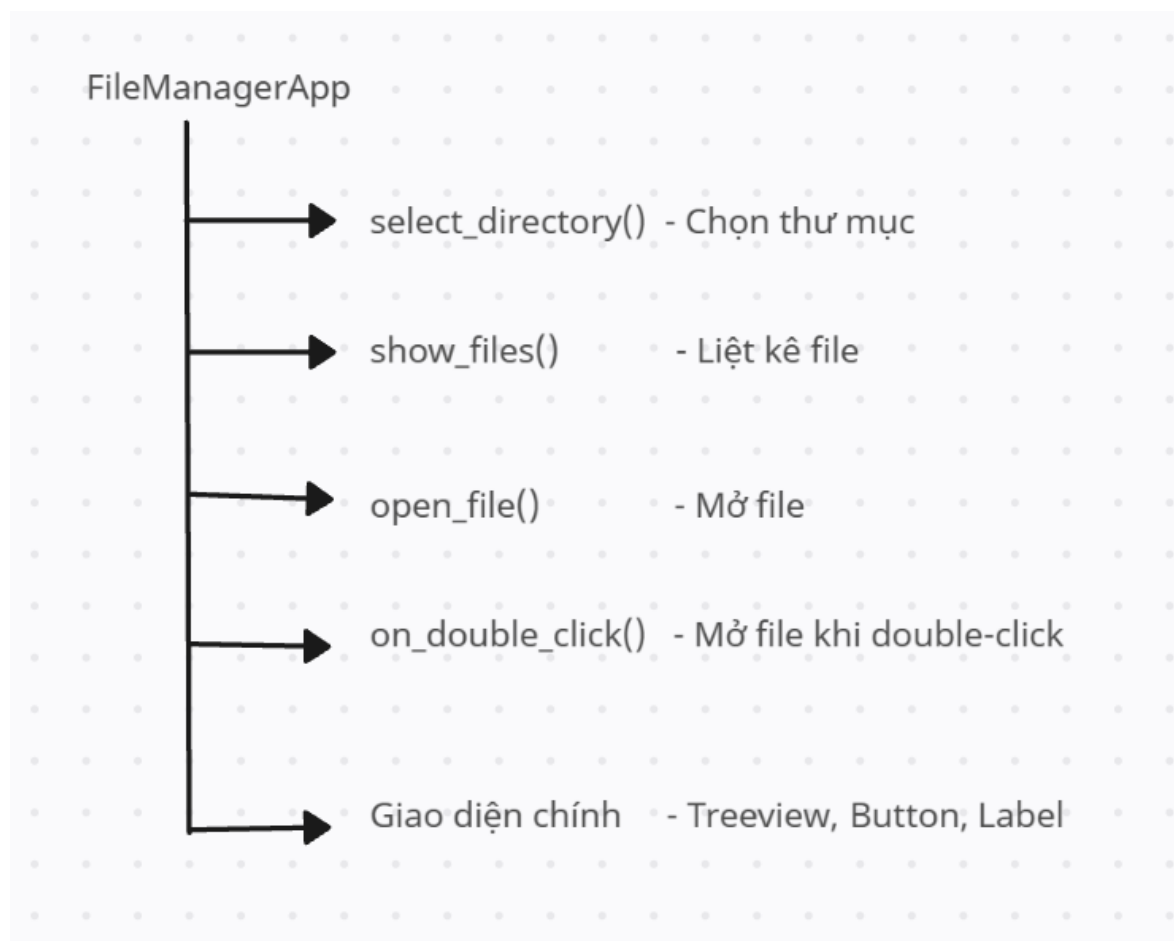 FileManagerApp
select_directory() - Chọn thư mục
show_files() - Liệt kê file
open_file() - Mở file
on_double_click() - Mở file khi double-click
Giao diện chính - Treeview, Button, Label